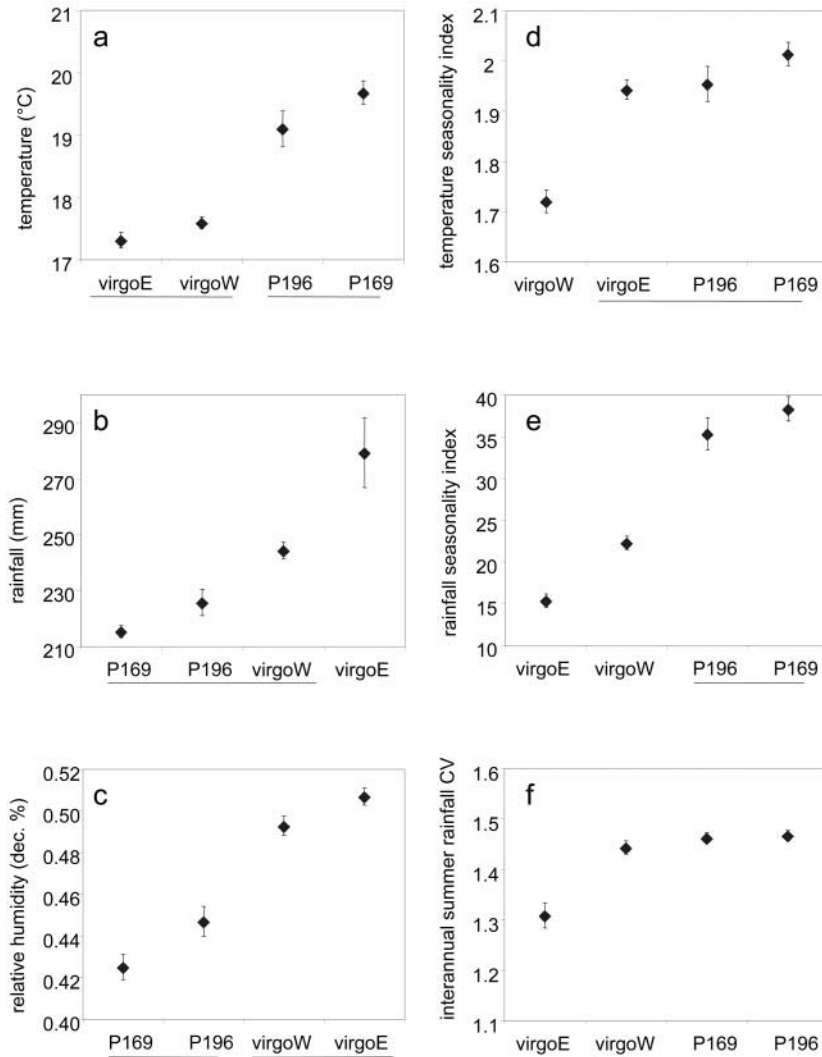 a
temperature (°C)
21
20
19
18
17
virgoE virgoW P196 P169
d
temperature seasonality index
2.1
2
1.9
1.8
1.7
1.6
virgoW virgoE P196 P169
b
rainfall (mm)
290
270
250
230
210
P169 P196 virgoW virgoE
e
rainfall seasonality index
40
35
30
25
20
15
10
virgoE virgoW P196 P169
c
relative humidity (dec. %)
0.52
0.50
0.48
0.46
0.44
0.42
0.40
P169 P196 virgoW virgoE
f
interannual summer rainfall CV
1.6
1.5
1.4
1.3
1.2
1.1
virgoE virgoW P169 P196